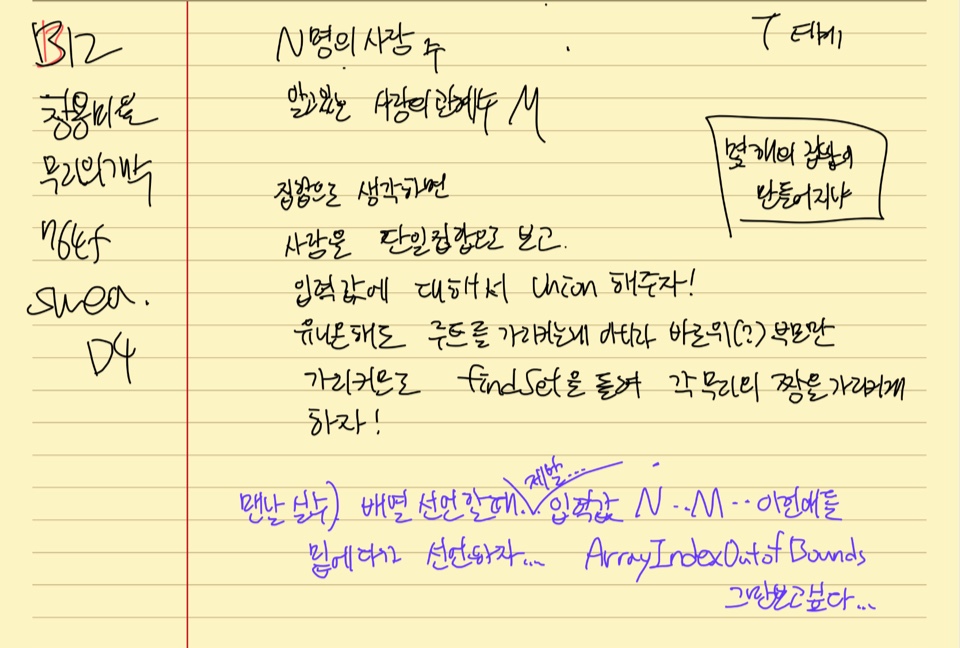 B12
창용마을
무리의개수
7465
swea.
D4
N명의 사람 수
알고있는 사람의 관계수 M
T 테케
몇개의 집합이
만들어지냐
집합으로 생각하면
사람을 단일집합으로 보고.
입력값에 대해서 Union 해주자!
유니온해도 루트를 가리키는게 아니라 바로위(?) 부모만
가리키므로 findSet을 돌려 각 무리의 짱을 가리키게
하자!
맨날 실수) 배열 선언할때.. 제발... 입력값 N..M.. 이런애들
밑에다가 선언하자... ArrayIndexOutofBounds
그만보고싶다...